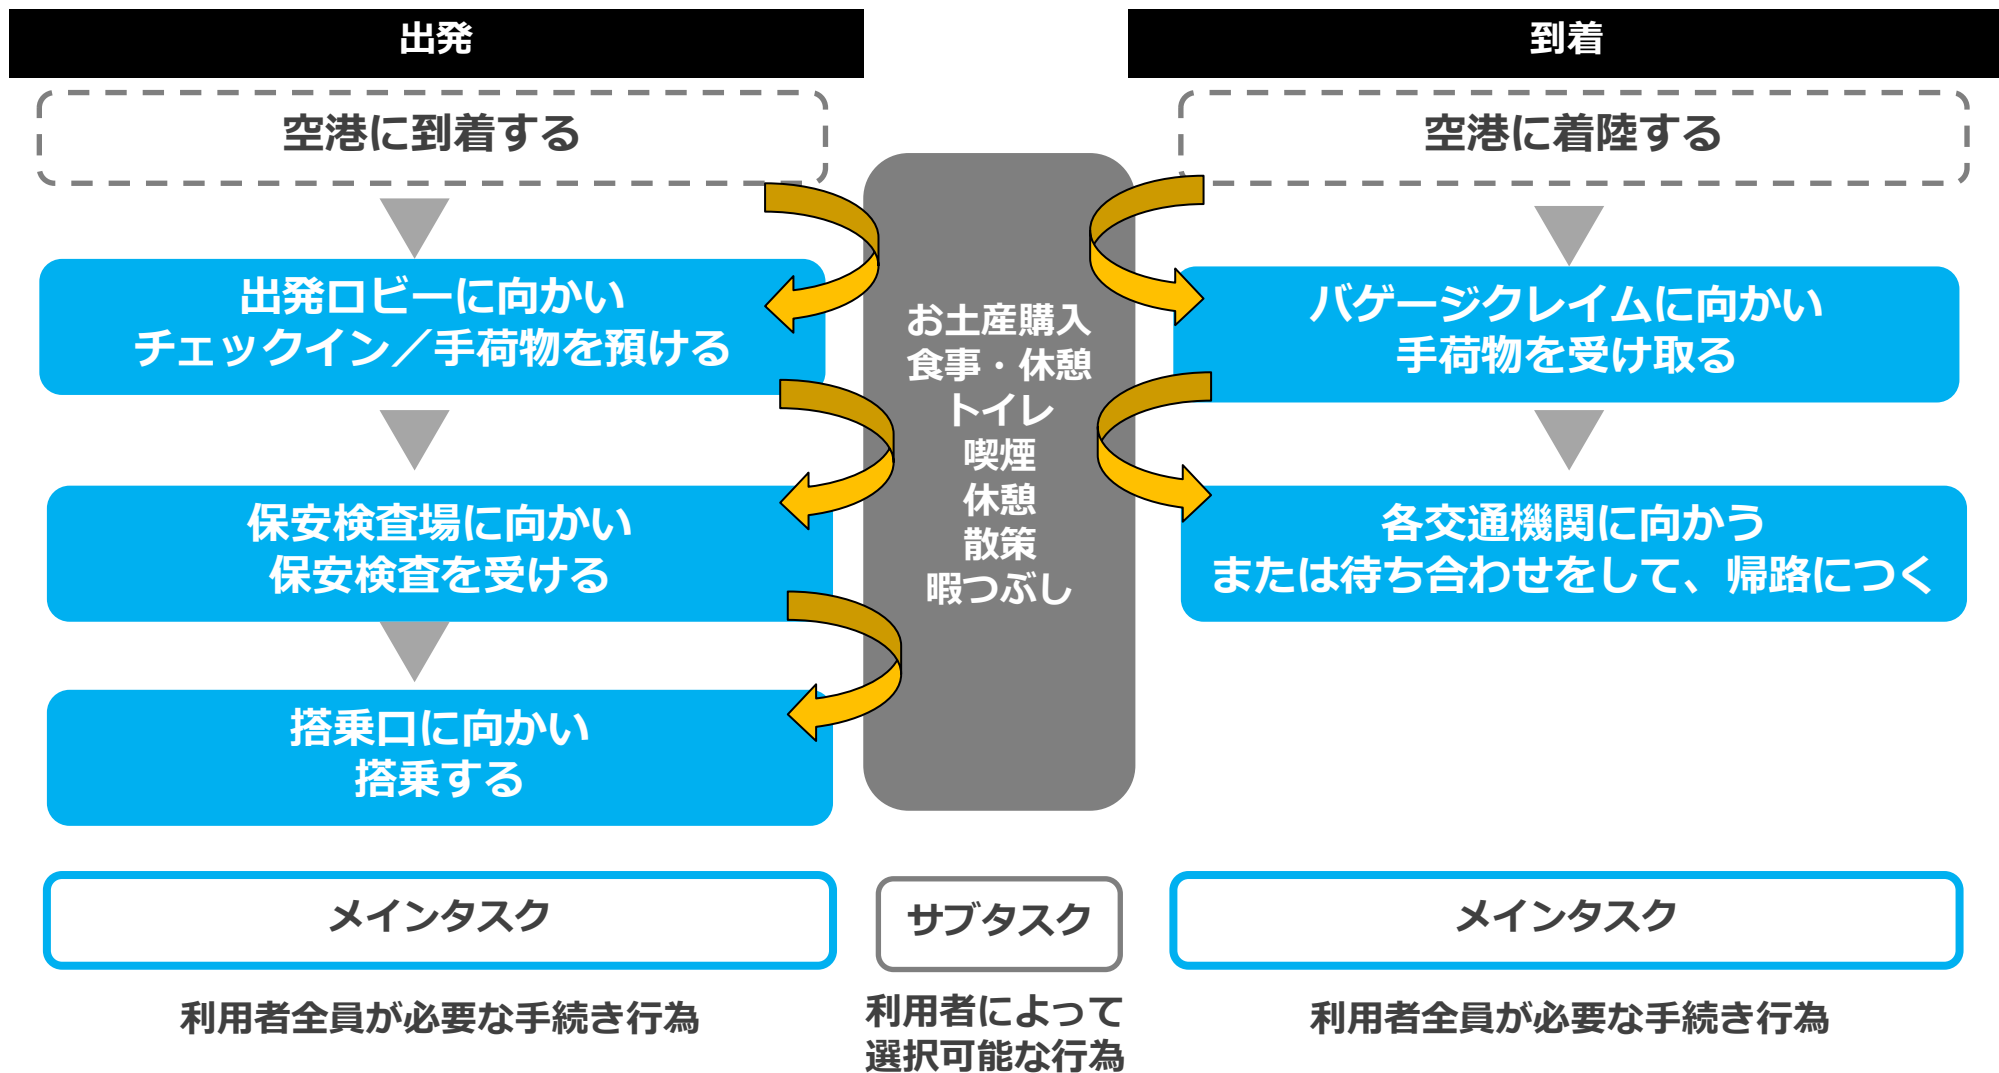 出発
空港に到着する
出発ロビーに向かい
チェックイン／手荷物を預ける
保安検査場に向かい
保安検査を受ける
搭乗口に向かい
搭乗する
お土産購入
食事・休憩
トイレ
喫煙
休憩
散策
暇つぶし
到着
空港に着陸する
バゲージクレイムに向かい
手荷物を受け取る
各交通機関に向かう
または待ち合わせをして、帰路につく
メインタスク
利用者全員が必要な手続き行為
サブタスク
利用者によって
選択可能な行為
メインタスク
利用者全員が必要な手続き行為